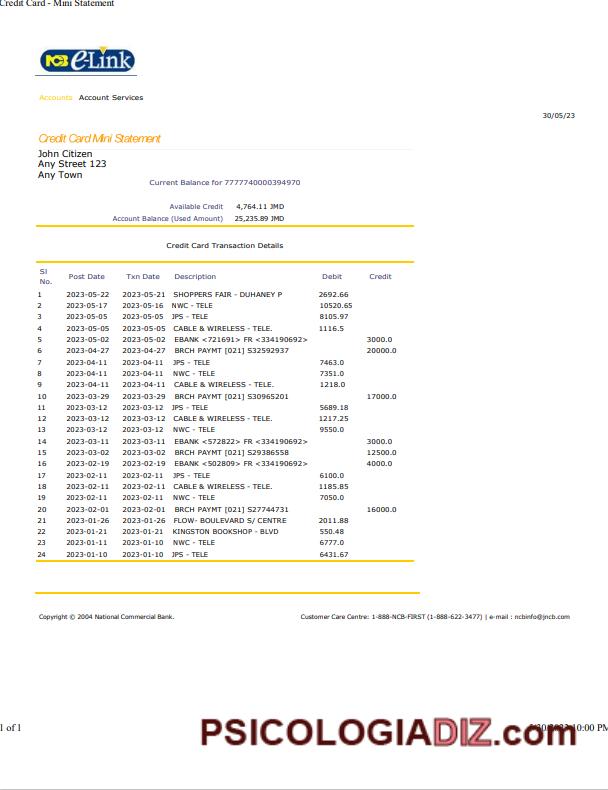 Credit Card - Mini Statement
NCB e-Link
Accounts Account Services
30/05/23
Credit Card Mini Statement
John Citizen
Any Street 123
Any Town
Current Balance for 7777740000394970
Available Credit 4,764.11 JMD
Account Balance (Used Amount) 25,235.89 JMD
Credit Card Transaction Details
Sl No. Post Date Txn Date Description Debit Credit
1 2023-05-22 2023-05-21 SHOPPERS FAIR - DUHANEY P 2692.66
2 2023-05-17 2023-05-16 NWC - TELE 10520.65
3 2023-05-05 2023-05-05 JPS - TELE 8105.97
4 2023-05-05 2023-05-05 CABLE & WIRELESS - TELE. 1116.5
5 2023-05-02 2023-05-02 EBANK <721691> FR <334190692> 3000.0
6 2023-04-27 2023-04-27 BRCH PAYMT [021] S32592937 20000.0
7 2023-04-11 2023-04-11 JPS - TELE 7463.0
8 2023-04-11 2023-04-11 NWC - TELE 7351.0
9 2023-04-11 2023-04-11 CABLE & WIRELESS - TELE. 1218.0
10 2023-03-29 2023-03-29 BRCH PAYMT [021] S30965201 17000.0
11 2023-03-12 2023-03-12 JPS - TELE 5689.18
12 2023-03-12 2023-03-12 CABLE & WIRELESS - TELE. 1217.25
13 2023-03-12 2023-03-12 NWC - TELE 9550.0
14 2023-03-11 2023-03-11 EBANK <572822> FR <334190692> 3000.0
15 2023-03-02 2023-03-02 BRCH PAYMT [021] S29386558 12500.0
16 2023-02-19 2023-02-19 EBANK <502809> FR <334190692> 4000.0
17 2023-02-11 2023-02-11 JPS - TELE 6100.0
18 2023-02-11 2023-02-11 CABLE & WIRELESS - TELE. 1185.85
19 2023-02-11 2023-02-11 NWC - TELE 7050.0
20 2023-02-01 2023-02-01 BRCH PAYMT [021] S27744731 16000.0
21 2023-01-26 2023-01-26 FLOW- BOULEVARD S/ CENTRE 2011.88
22 2023-01-21 2023-01-21 KINGSTON BOOKSHOP - BLVD 550.48
23 2023-01-11 2023-01-10 NWC - TELE 6777.0
24 2023-01-10 2023-01-10 JPS - TELE 6431.67
Copyright © 2004 National Commercial Bank. Customer Care Centre: 1-888-NCB-FIRST (1-888-622-3477) | e-mail : ncbinfo@jncb.com
1 of 1 10:00 PM
PSICOLOGIADIZ.com